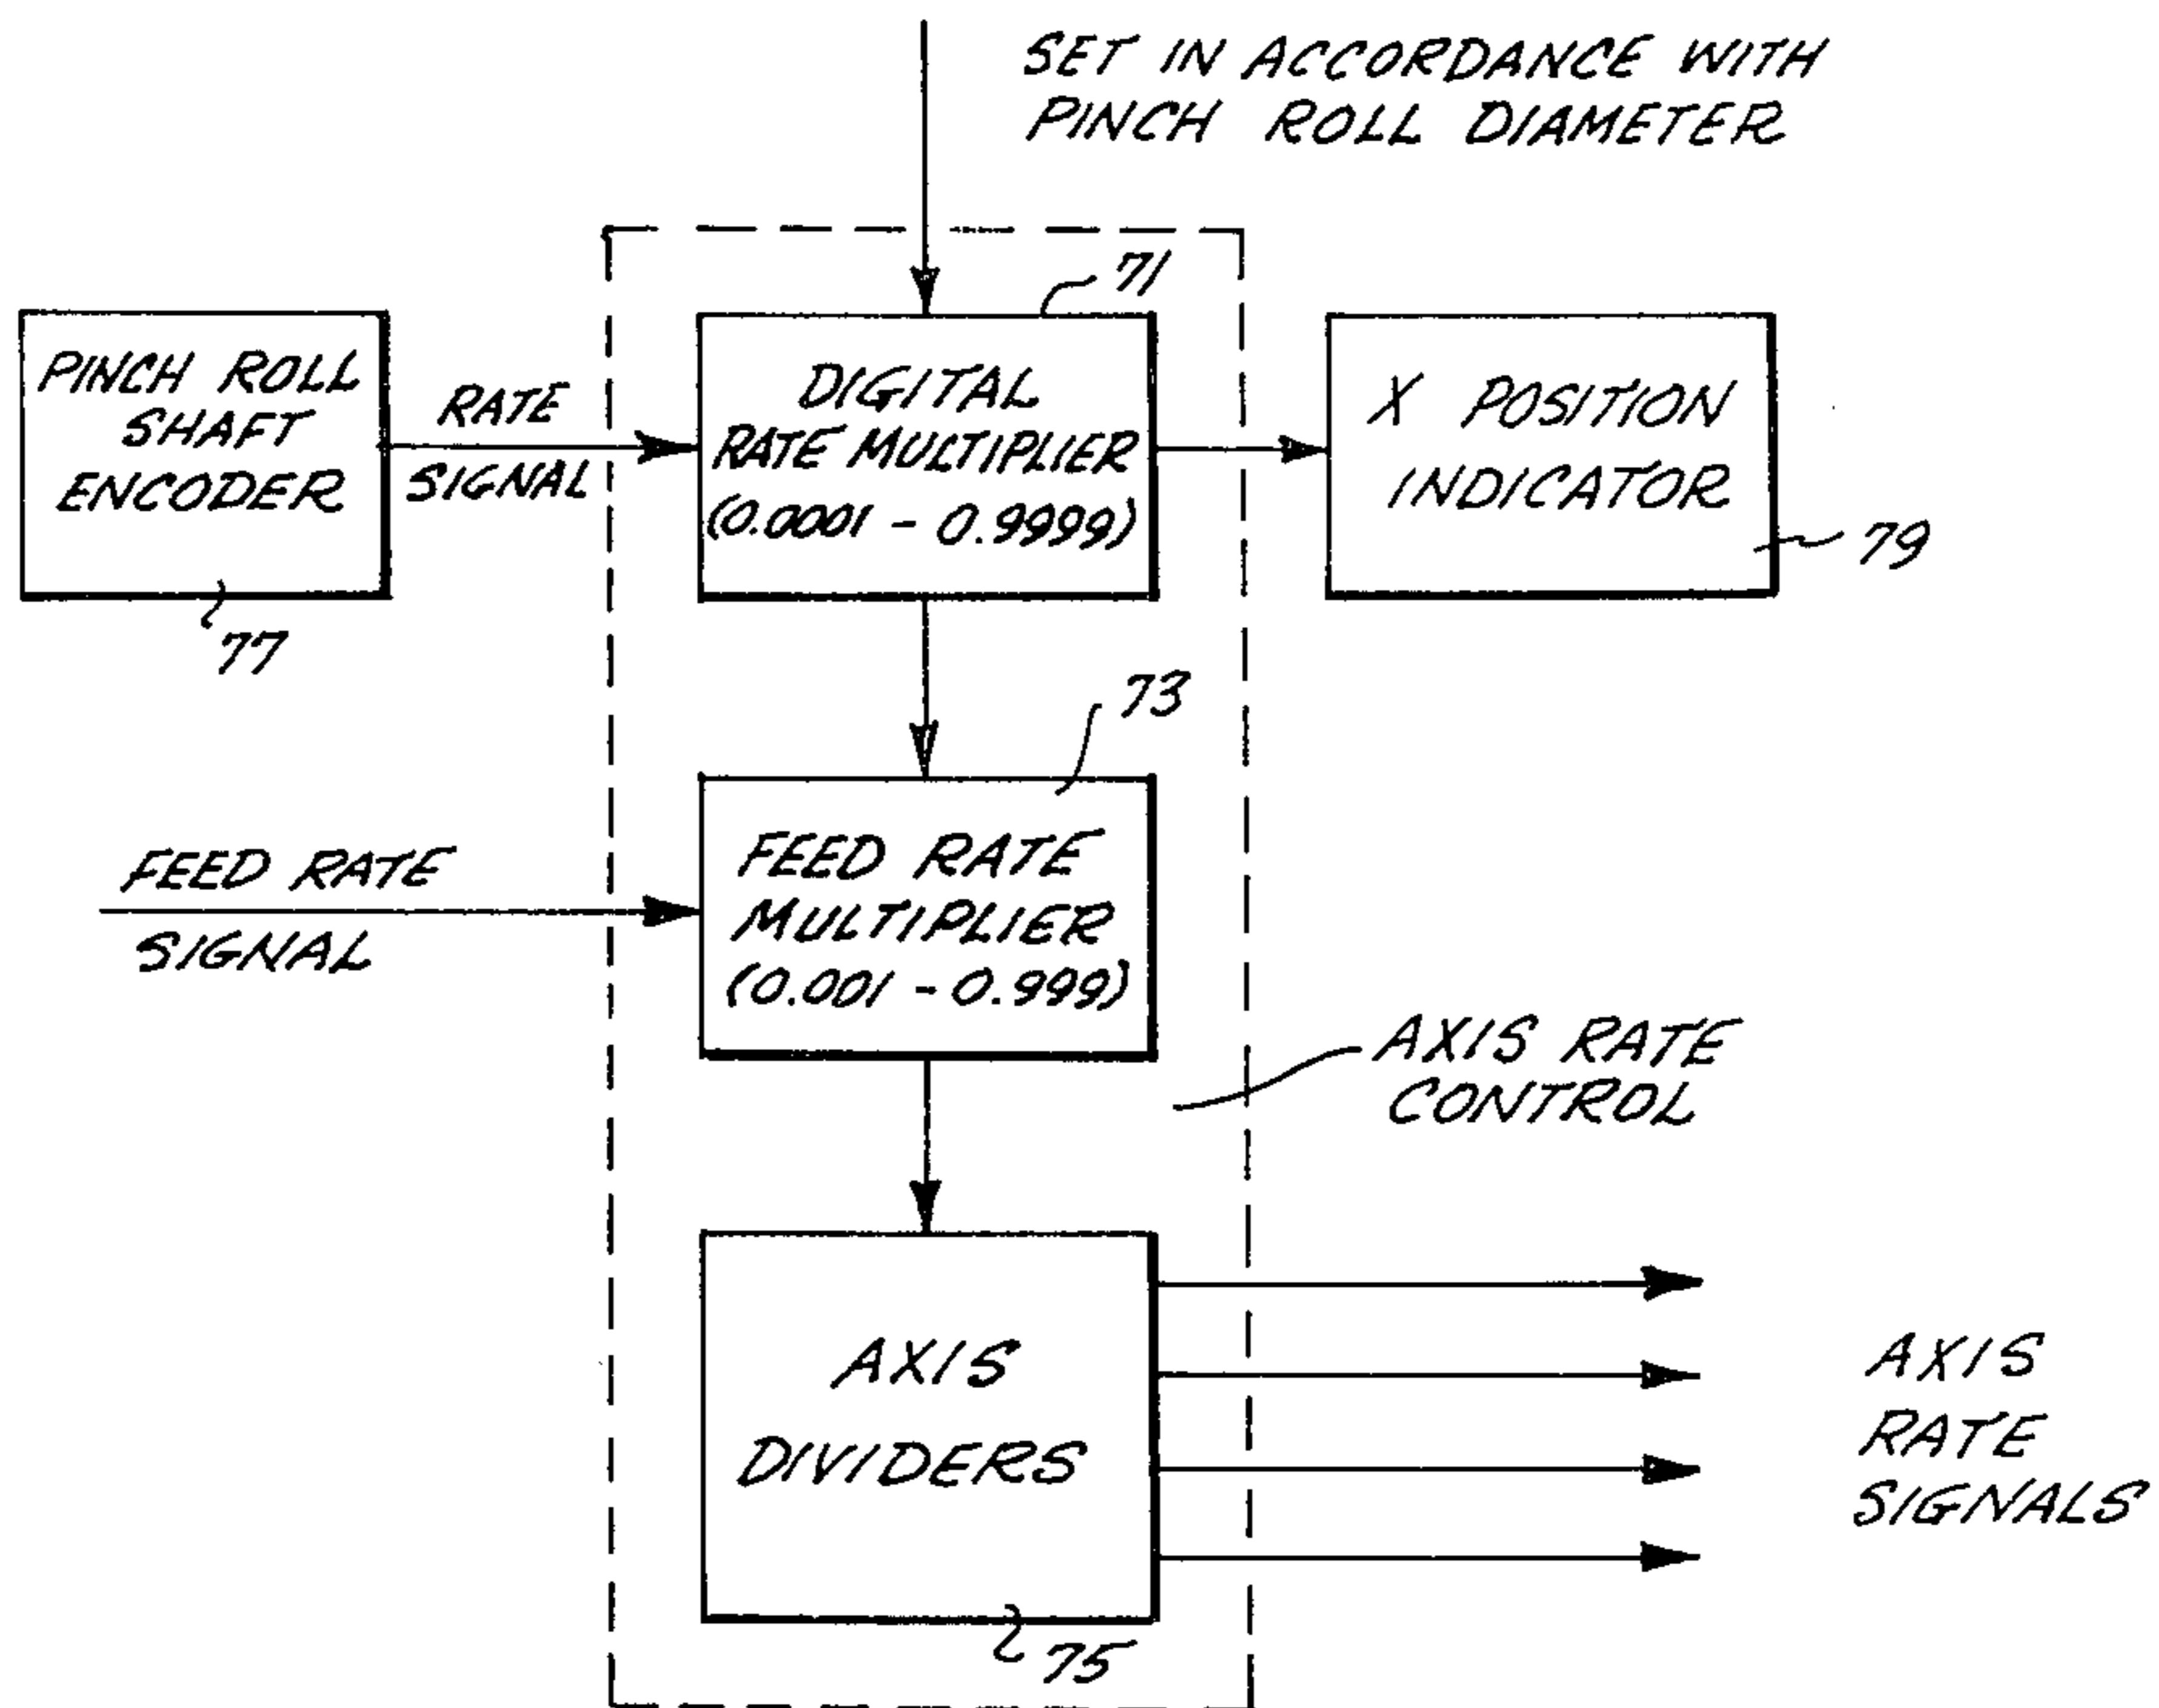 SET IN ACCORDANCE WITH
PINCH ROLL DIAMETER
71
PINCH ROLL
SHAFT
ENCODER
77
RATE
SIGNAL
DIGITAL
RATE MULTIPLIER
(0.0001 - 0.9999)
X POSITION
INDICATOR
79
73
FEED RATE
SIGNAL
FEED RATE
MULTIPLIER
(0.001 - 0.999)
AXIS RATE
CONTROL
AXIS
DIVIDERS
75
AXIS
RATE
SIGNALS